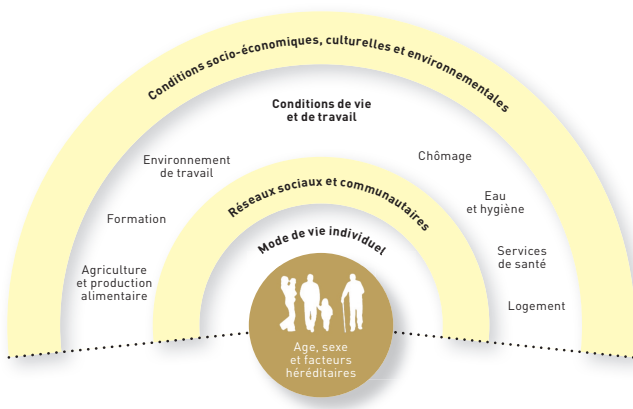 Conditions socio-économiques, culturelles et environnementales
Conditions de vie
et de travail
Environnement
de travail
Chômage
Réseaux sociaux et communautaires
Eau
et hygiène
Formation
Mode de vie individuel
Services
de santé
Agriculture
et production
alimentaire
Logement
Age, sexe
et facteurs
héréditaires